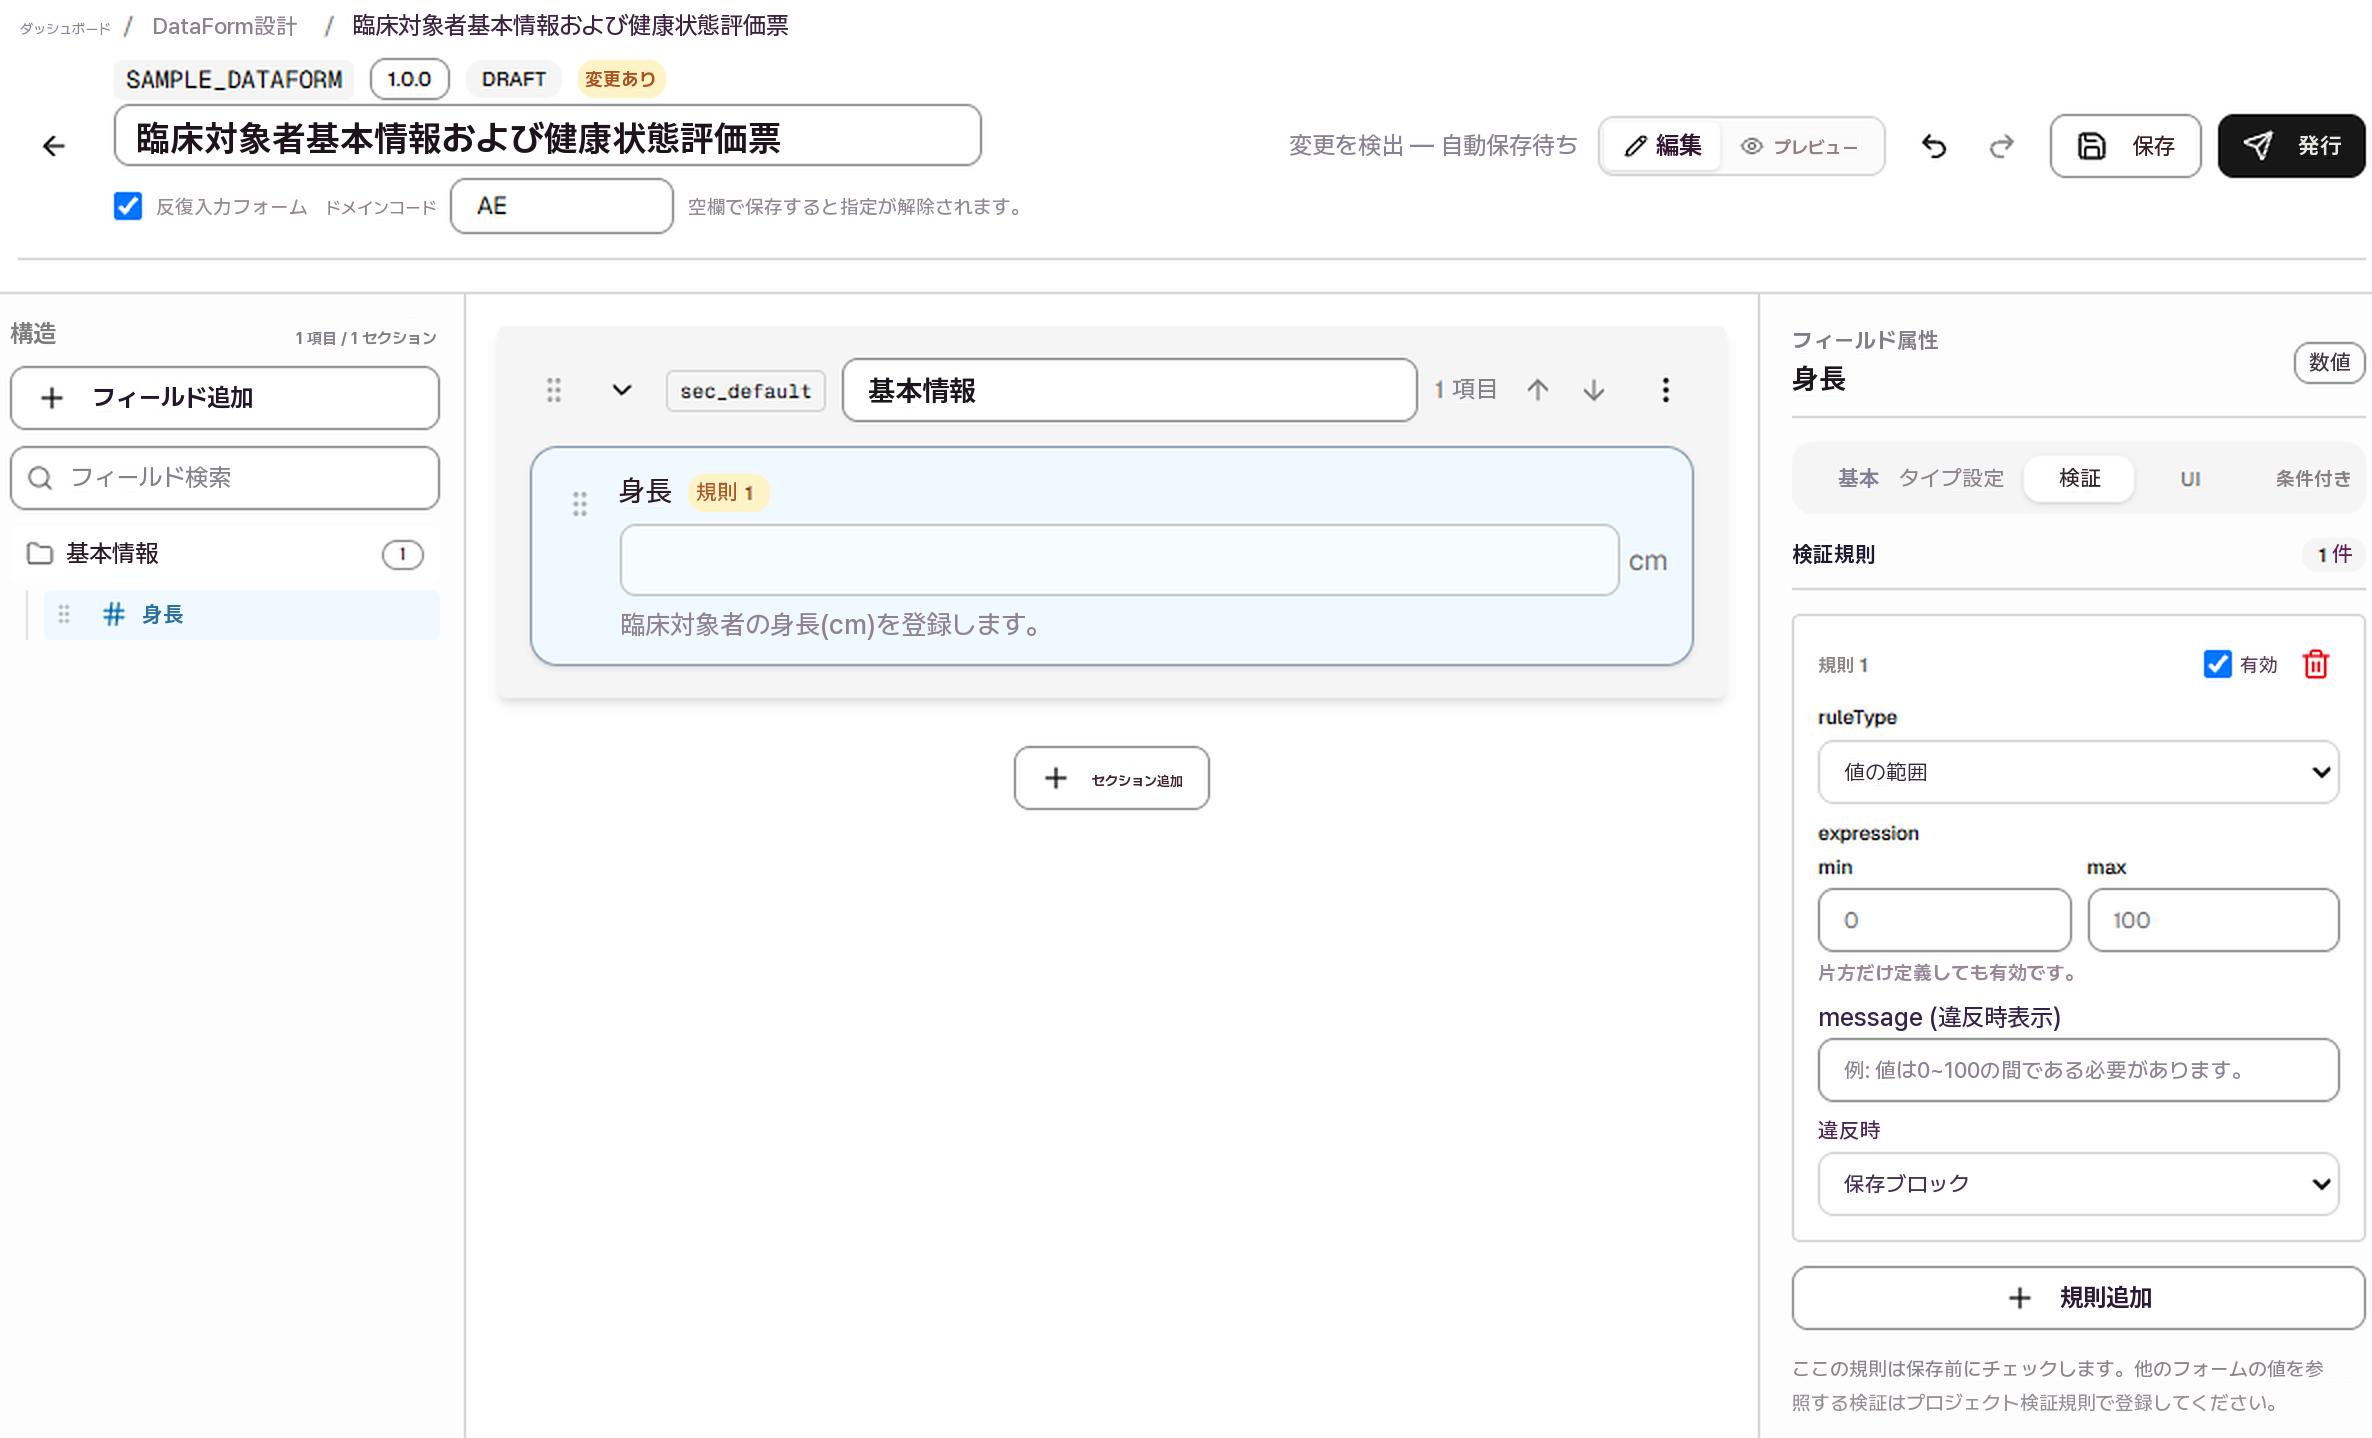 ダッシュボード / DataForm設計 / 臨床対象者基本情報および健康状態評価票
SAMPLE_DATAFORM 1.0.0 DRAFT 変更あり
臨床対象者基本情報および健康状態評価票
変更を検出 — 自動保存待ち 編集 プレビュー 保存 発行
反復入力フォーム ドメインコード AE 空欄で保存すると指定が解除されます。
構造 1 項目 / 1 セクション
フィールド追加
フィールド検索
基本情報 1
身長
sec_default 基本情報 1 項目
身長 規則 1
cm
臨床対象者の身長(cm)を登録します。
セクション追加
フィールド属性
身長 数値
基本 タイプ設定 検証 UI 条件付き
検証規則 1 件
規則 1 有効
ruleType
値の範囲
expression
min max
0 100
片方だけ定義しても有効です。
message (違反時表示)
例: 値は0~100の間である必要があります。
違反時
保存ブロック
規則追加
ここの規則は保存前にチェックします。他のフォームの値を参
照する検証はプロジェクト検証規則で登録してください。